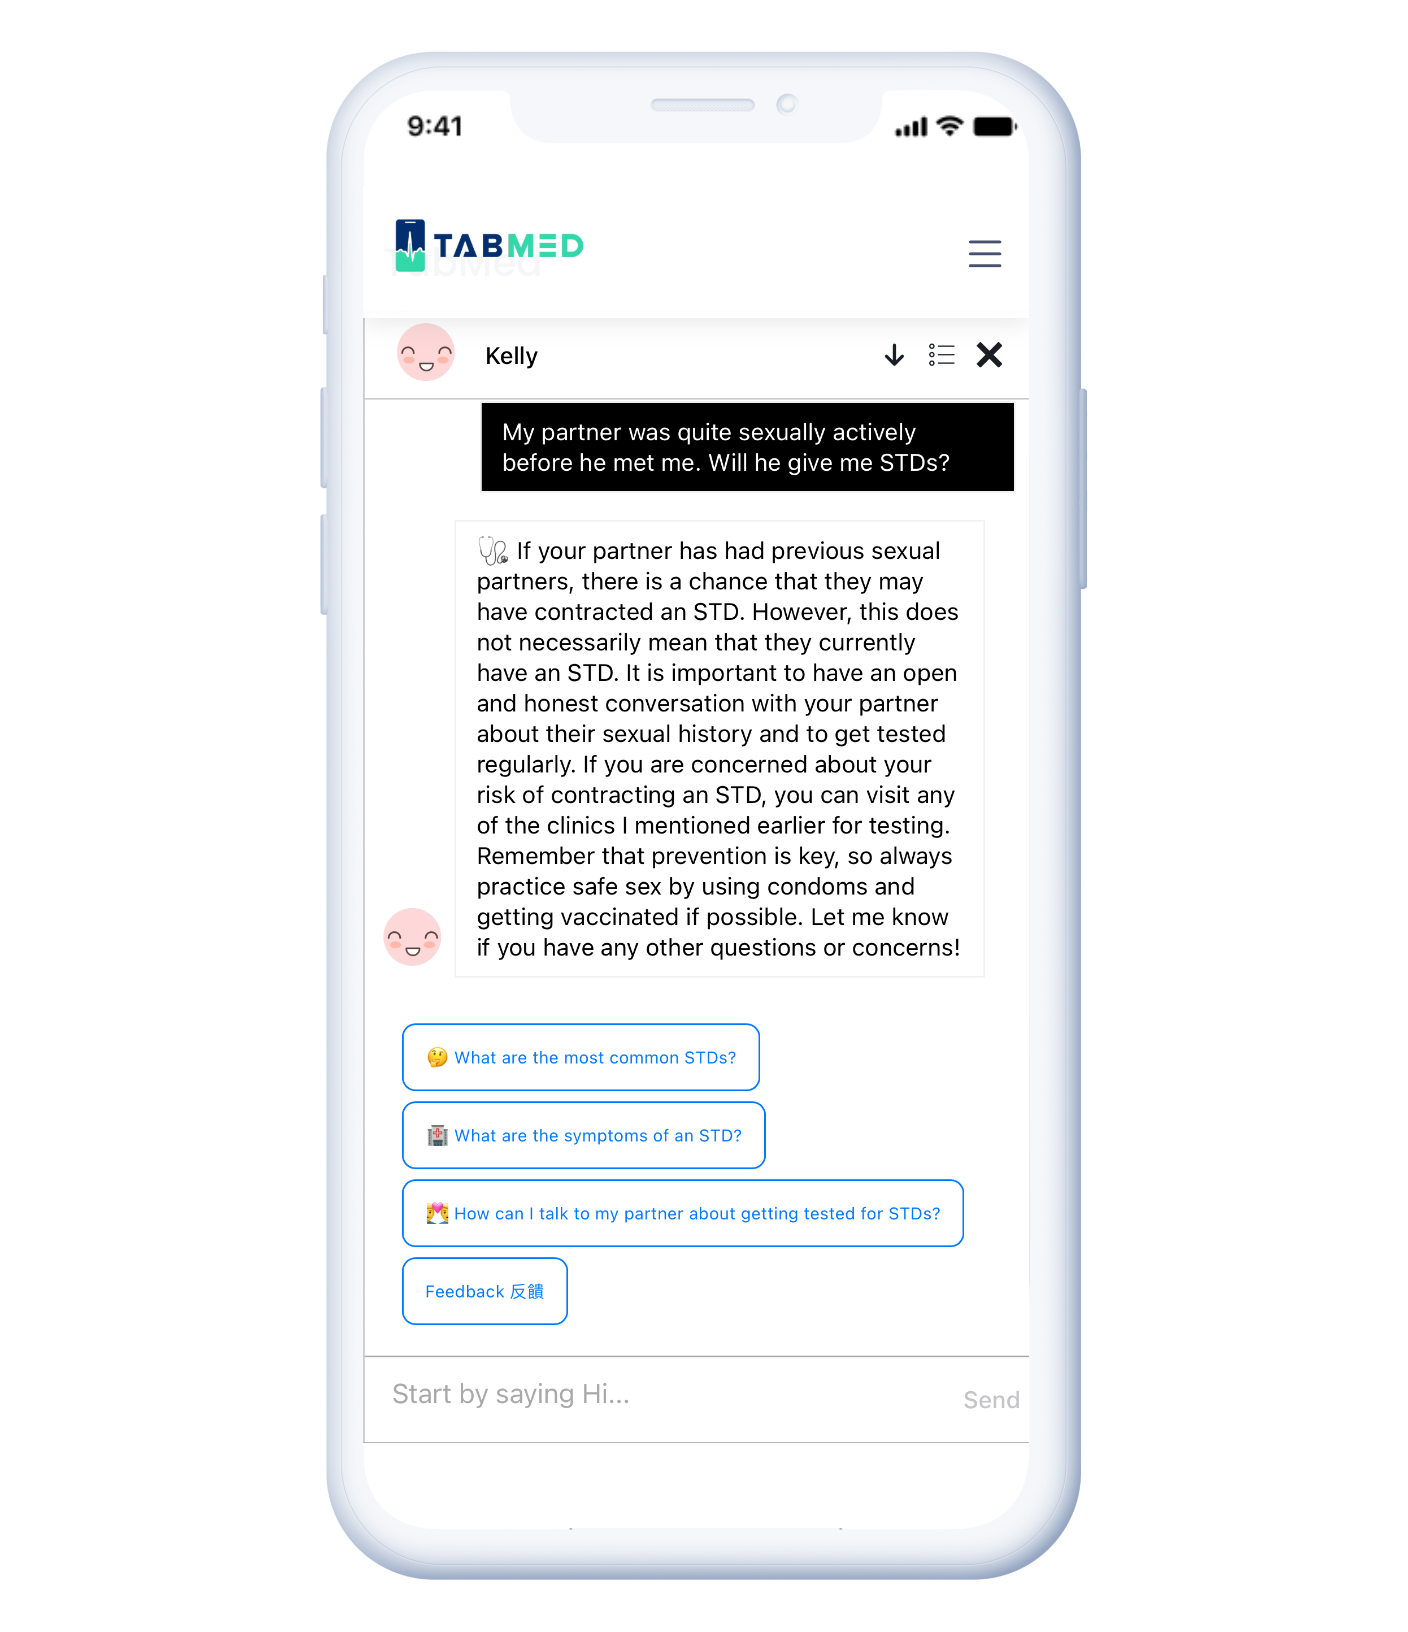 9:41
TABMED
TabMed
Kelly
My partner was quite sexually actively
before he met me. Will he give me STDs?
🩺 If your partner has had previous sexual
partners, there is a chance that they may
have contracted an STD. However, this does
not necessarily mean that they currently
have an STD. It is important to have an open
and honest conversation with your partner
about their sexual history and to get tested
regularly. If you are concerned about your
risk of contracting an STD, you can visit any
of the clinics I mentioned earlier for testing.
Remember that prevention is key, so always
practice safe sex by using condoms and
getting vaccinated if possible. Let me know
if you have any other questions or concerns!
🤔 What are the most common STDs?
🏥 What are the symptoms of an STD?
💏 How can I talk to my partner about getting tested for STDs?
Feedback 反饋
Start by saying Hi...
Send